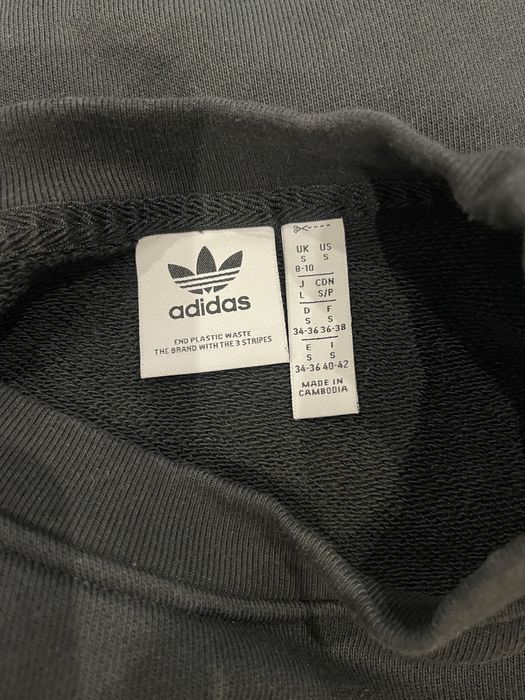 adidas
END PLASTIC WASTE
THE BRAND WITH THE 3 STRIPES
UK US
S S
8-10
J CDN
L S/P
D F
S S
34-36 36-38
E I
S S
34-36 40-42
MADE IN
CAMBODIA